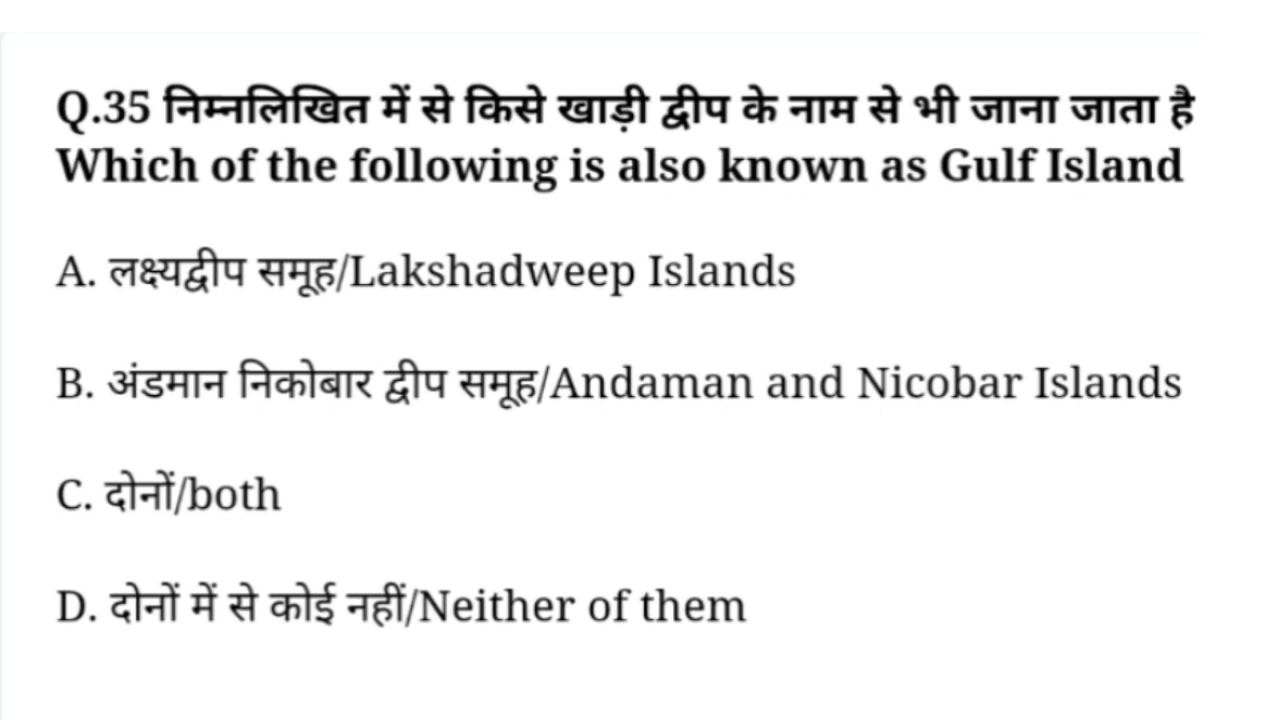 Q.35 निम्नलिखित में से किसे खाड़ी द्वीप के नाम से भी जाना जाता है
Which of the following is also known as Gulf Island
A. लक्ष्यद्वीप समूह/Lakshadweep Islands
B. अंडमान निकोबार द्वीप समूह/Andaman and Nicobar Islands
C. दोनों/both
D. दोनों में से कोई नहीं/Neither of them